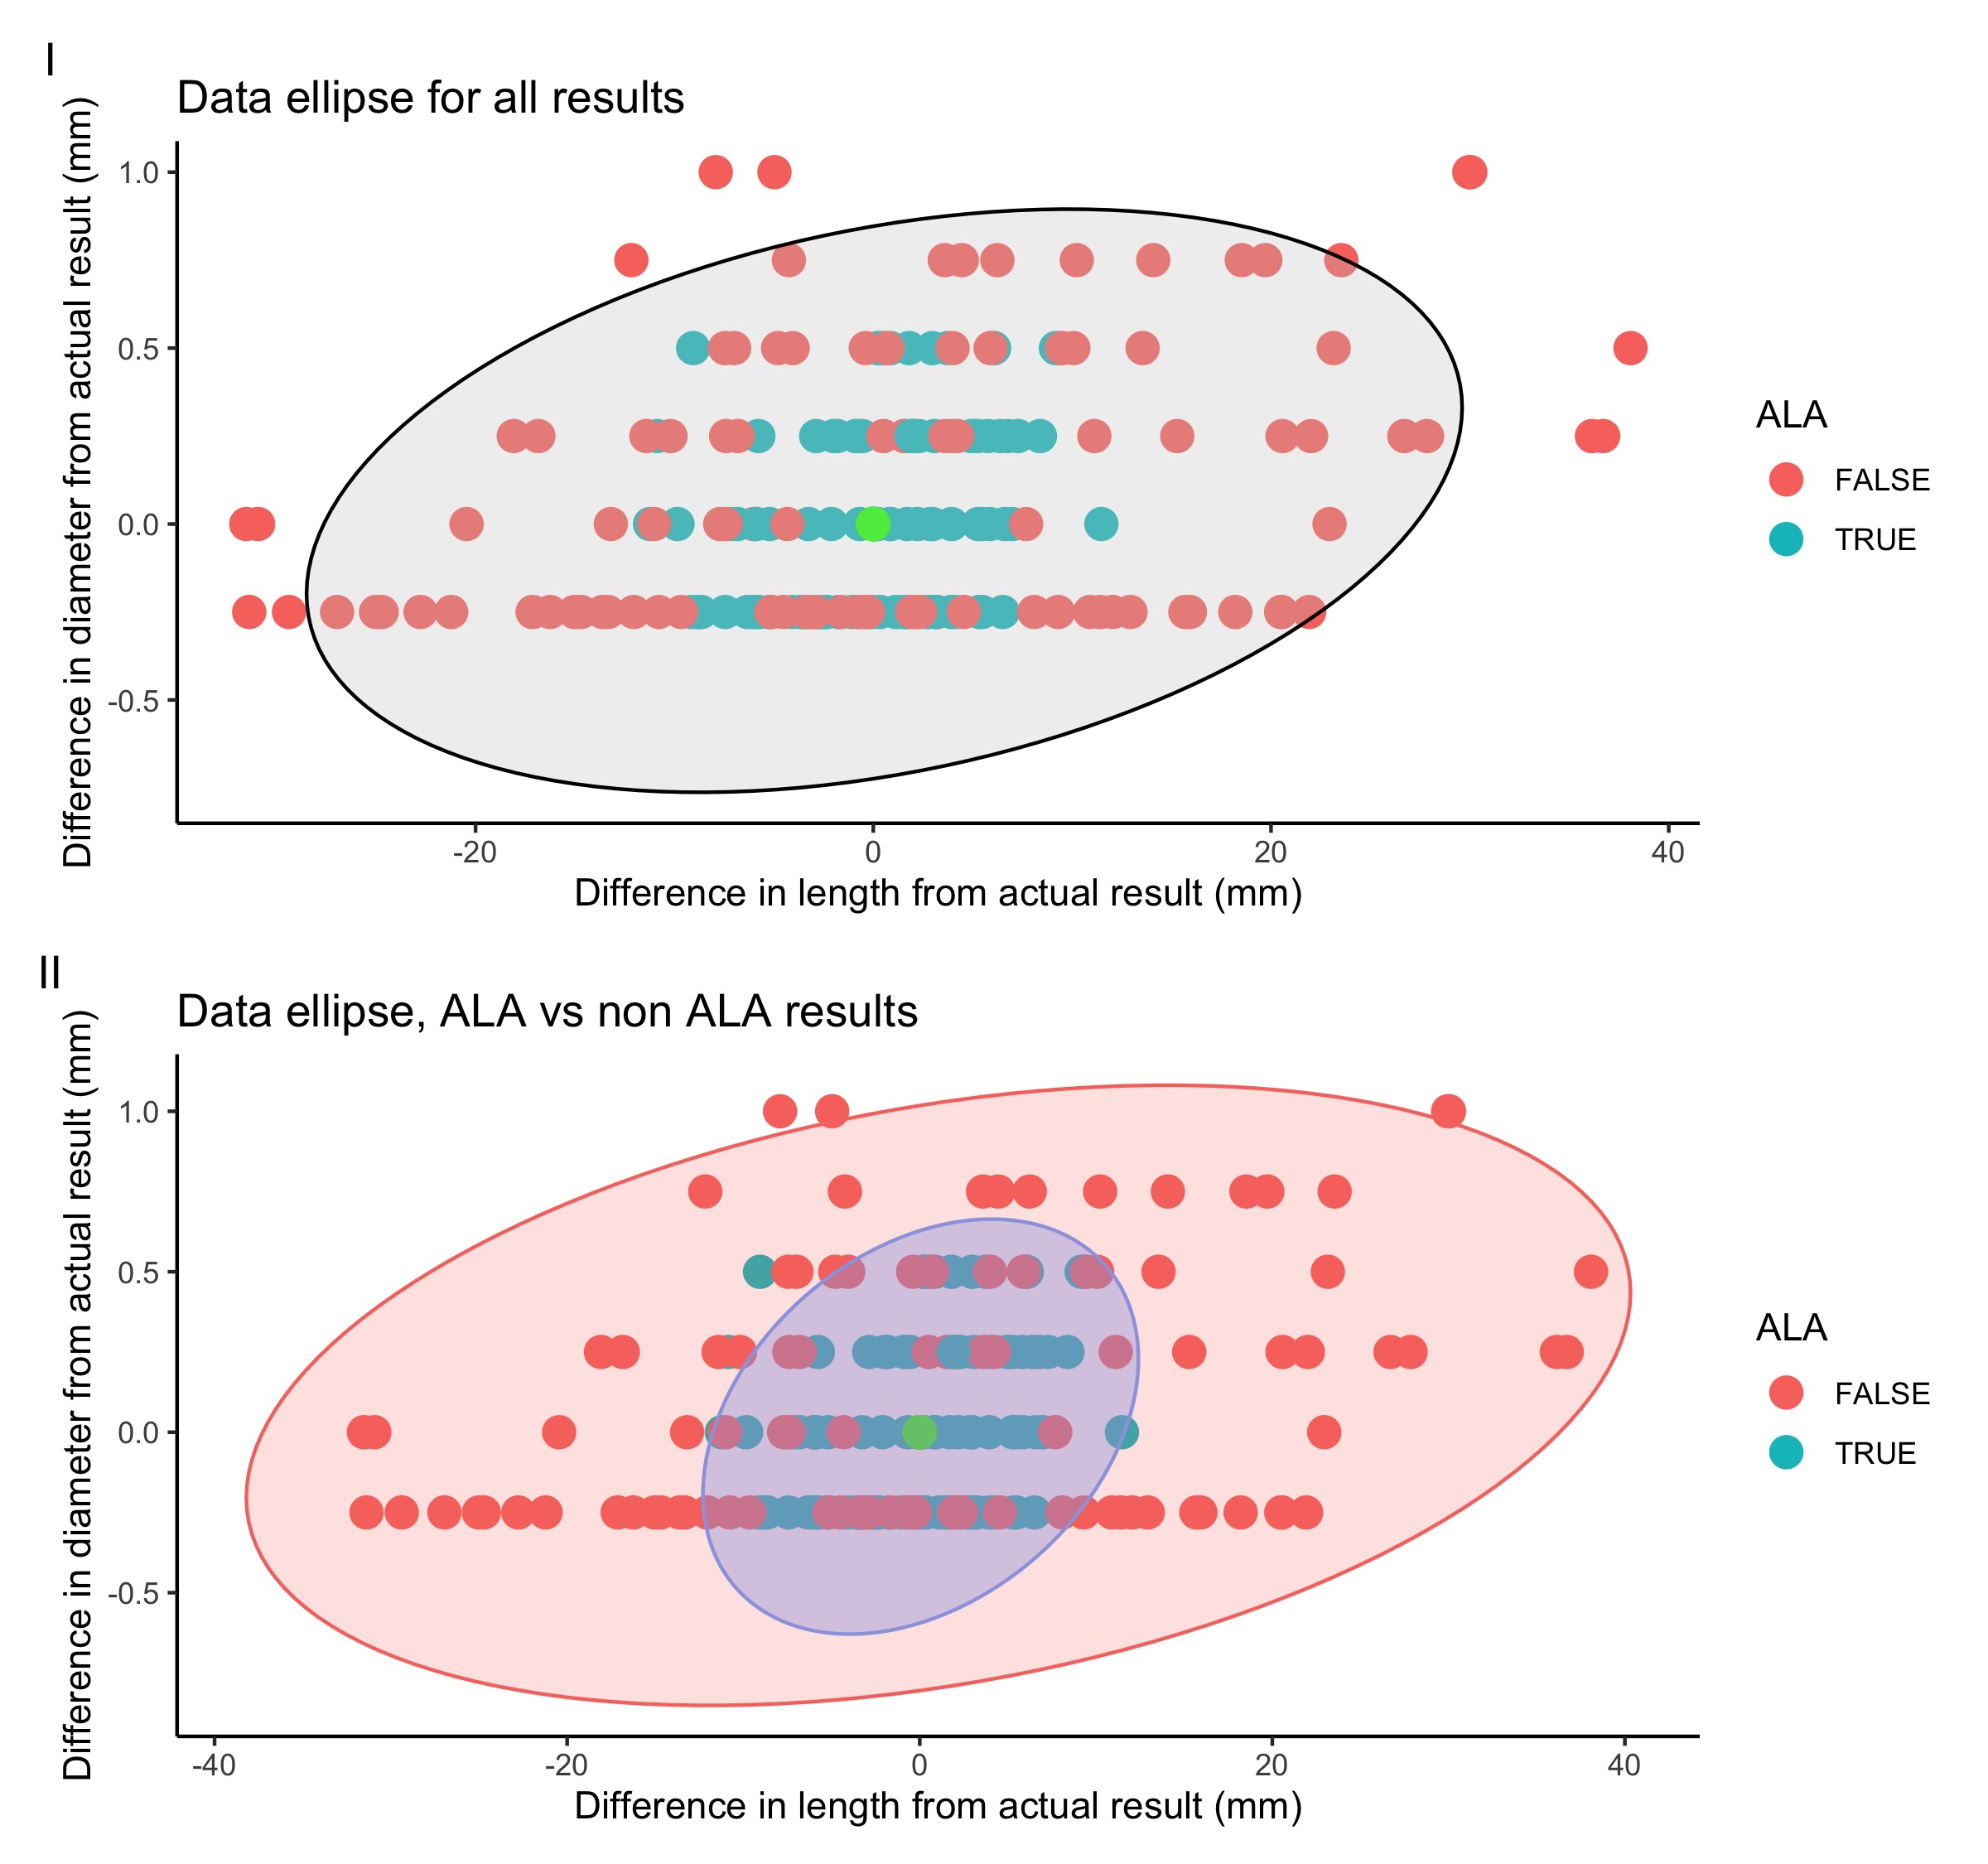 I
Data ellipse for all results
Difference in diameter from actual result (mm)
1.0
0.5
0.0
-0.5
-20
0
20
40
Difference in length from actual result (mm)
ALA
FALSE
TRUE
II
Data ellipse, ALA vs non ALA results
Difference in diameter from actual result (mm)
1.0
0.5
0.0
-0.5
-40
-20
0
20
40
Difference in length from actual result (mm)
ALA
FALSE
TRUE